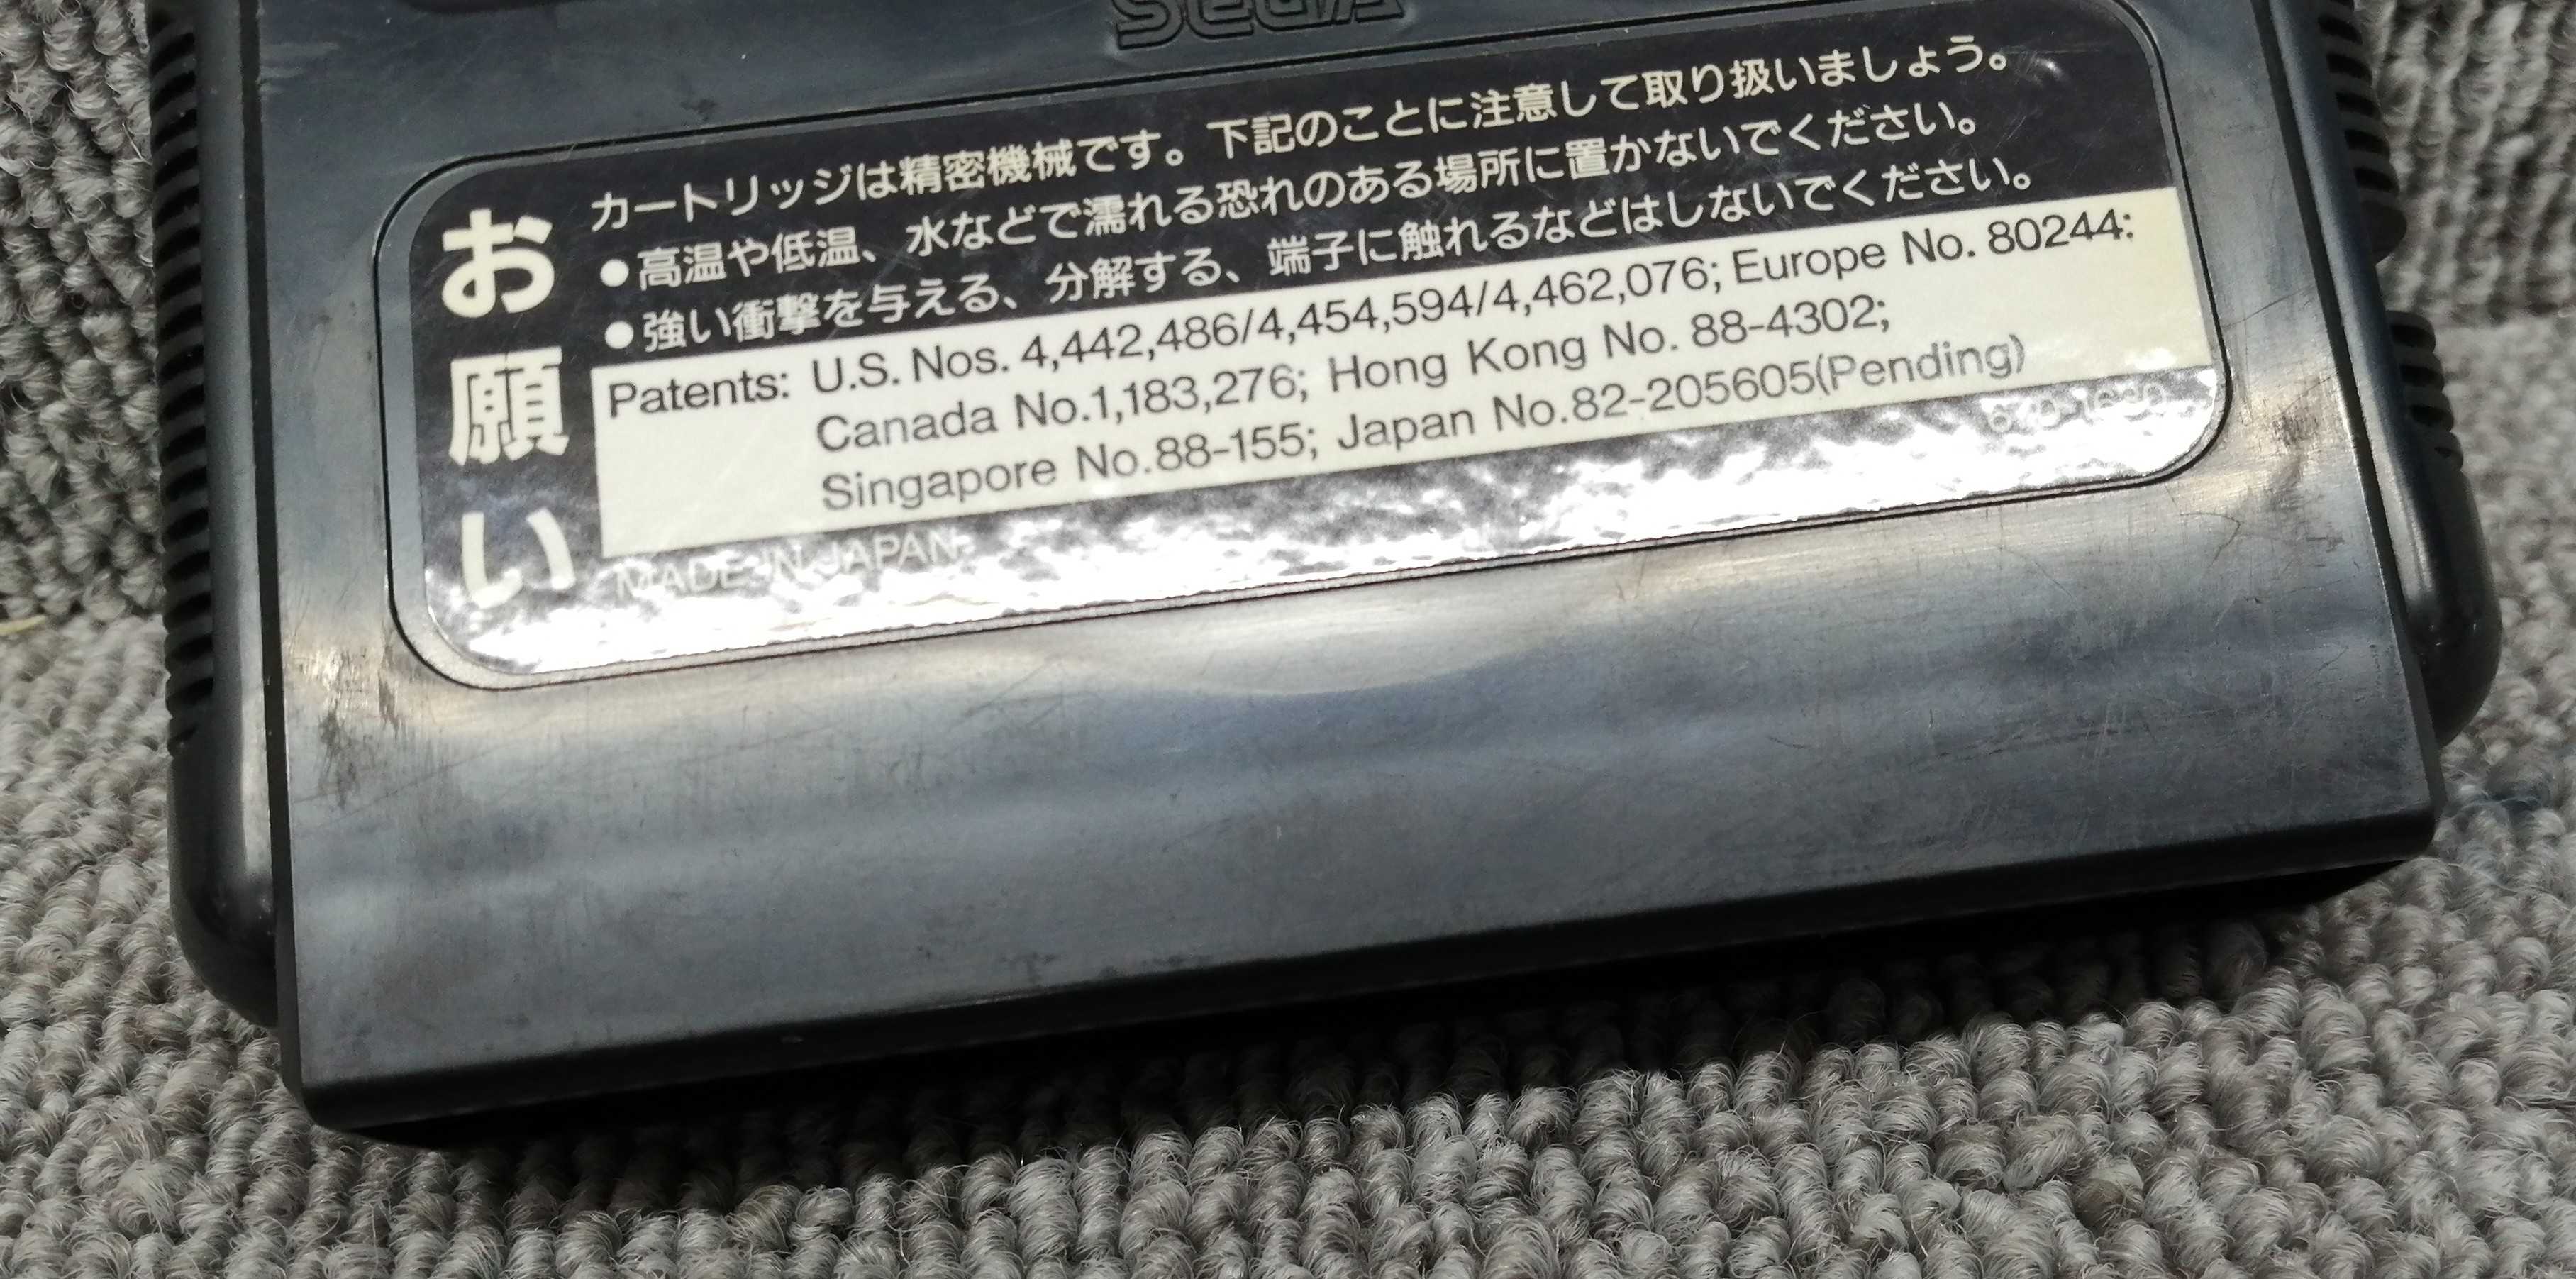 SEGA
お願い
カートリッジは精密機械です。下記のことに注意して取り扱いましょう。
●高温や低温、水などで濡れる恐れのある場所に置かないでください。
●強い衝撃を与える、分解する、端子に触れるなどはしないでください。
Patents: U.S. Nos. 4,442,486/4,454,594/4,462,076; Europe No. 80244;
Canada No.1,183,276; Hong Kong No. 88-4302;
Singapore No.88-155; Japan No.82-205605(Pending)
MADE IN JAPAN